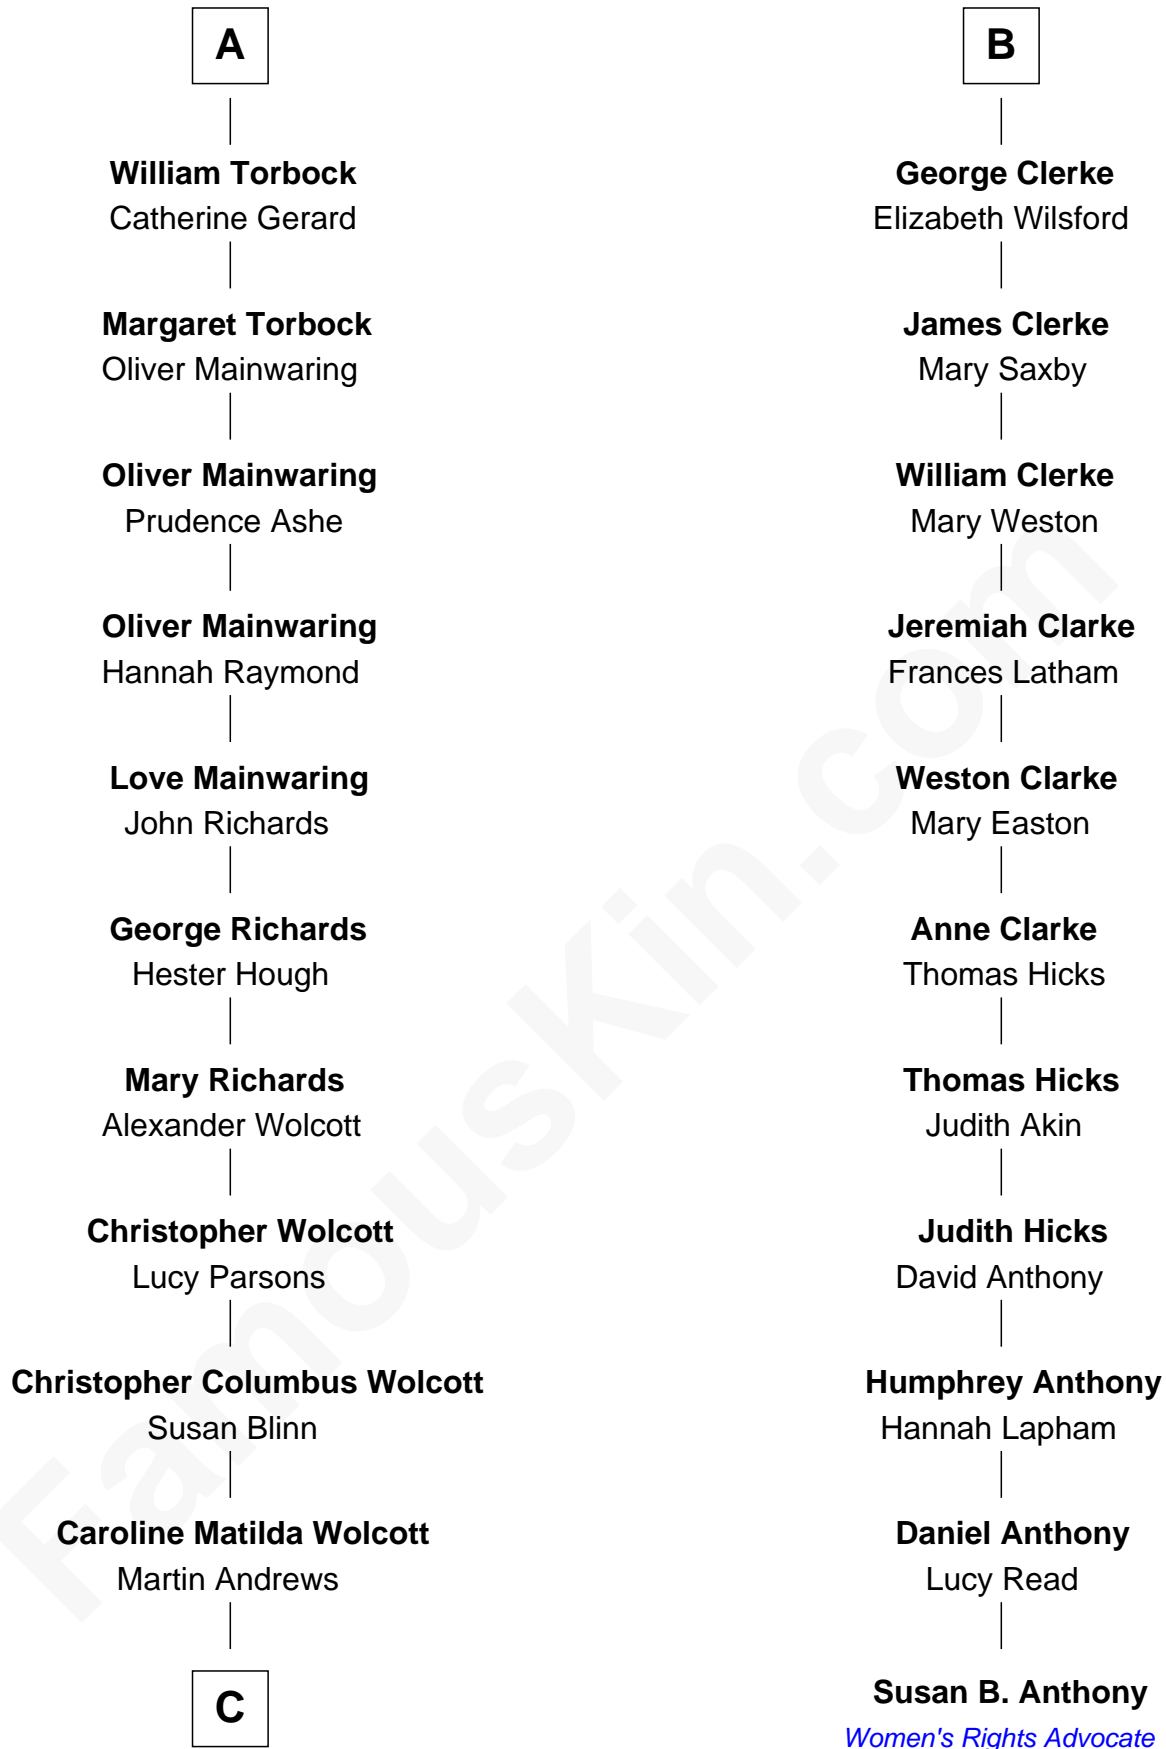 A
William Torbock
Catherine Gerard
Margaret Torbock
Oliver Mainwaring
Oliver Mainwaring
Prudence Ashe
Oliver Mainwaring
Hannah Raymond
Love Mainwaring
John Richards
George Richards
Hester Hough
Mary Richards
Alexander Wolcott
Christopher Wolcott
Lucy Parsons
Christopher Columbus Wolcott
Susan Blinn
Caroline Matilda Wolcott
Martin Andrews
C
B
George Clerke
Elizabeth Wilsford
James Clerke
Mary Saxby
William Clerke
Mary Weston
Jeremiah Clarke
Frances Latham
Weston Clarke
Mary Easton
Anne Clarke
Thomas Hicks
Thomas Hicks
Judith Akin
Judith Hicks
David Anthony
Humphrey Anthony
Hannah Lapham
Daniel Anthony
Lucy Read
Susan B. Anthony
Women's Rights Advocate
FamousKin.com